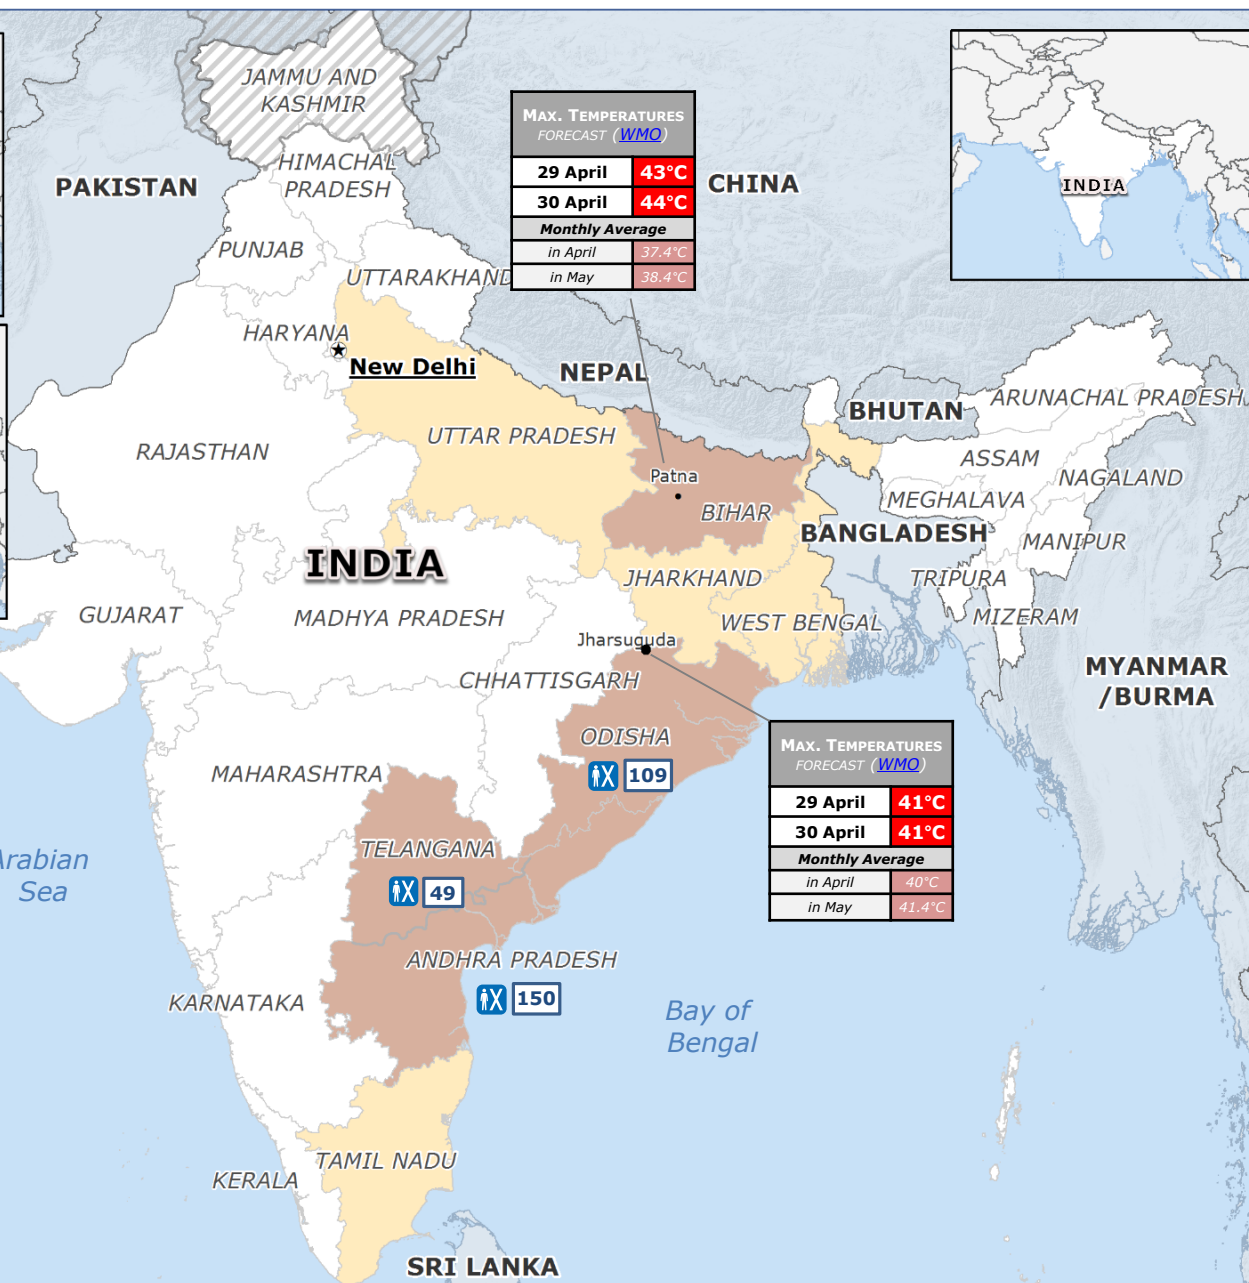 JAMMU AND
KASHMIR
HIMACHAL
PRADESH
PAKISTAN
PUNJAB
UTTARAKHAND
HARYANA
New Delhi
MAX. TEMPERATURES
FORECAST (WMO)
29 April 43°C
30 April 44°C
Monthly Average
in April 37.4°C
in May 38.4°C
CHINA
INDIA
NEPAL
BHUTAN
ARUNACHAL PRADESH
RAJASTHAN
UTTAR PRADESH
ASSAM
NAGALAND
Patna
MEGHALAVA
BIHAR
BANGLADESH
MANIPUR
INDIA
JHARKHAND
TRIPURA
GUJARAT
MADHYA PRADESH
WEST BENGAL
MIZERAM
Jharsuguda
CHHATTISGARH
MYANMAR
/BURMA
ODISHA
109
MAHARASHTRA
MAX. TEMPERATURES
FORECAST (WMO)
29 April 41°C
30 April 41°C
Monthly Average
in April 40°C
in May 41.4°C
TELANGANA
49
Arabian
Sea
ANDHRA PRADESH
150
KARNATAKA
Bay of
Bengal
TAMIL NADU
KERALA
SRI LANKA